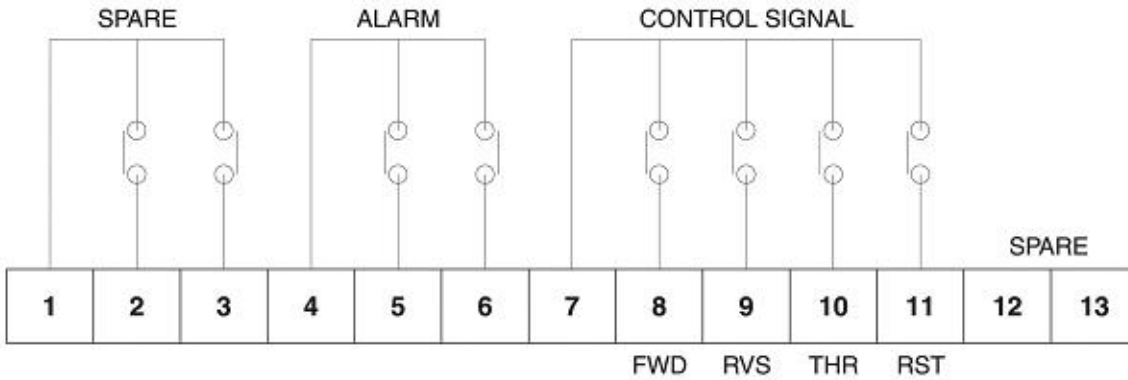 SPARE ALARM CONTROL SIGNAL
SPARE
1 2 3 4 5 6 7 8 9 10 11 12 13
FWD RVS THR RST